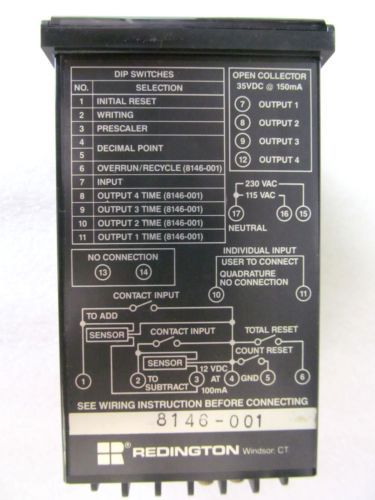 DIP SWITCHES
NO. SELECTION
1 INITIAL RESET
2 WRITING
3 PRESCALER
4
5 DECIMAL POINT
6 OVERRUN/RECYCLE (8146-001)
7 INPUT
8 OUTPUT 4 TIME (8146-001)
9 OUTPUT 3 TIME (8146-001)
10 OUTPUT 2 TIME (8146-001)
11 OUTPUT 1 TIME (8146-001)
OPEN COLLECTOR
35VDC @ 150mA
7 OUTPUT 1
8 OUTPUT 2
9 OUTPUT 3
12 OUTPUT 4
230 VAC
115 VAC
17 16 15
NEUTRAL
NO CONNECTION
13 14
INDIVIDUAL INPUT
USER TO CONNECT
QUADRATURE
NO CONNECTION
10 11
CONTACT INPUT
TO ADD
SENSOR
CONTACT INPUT
TOTAL RESET
COUNT RESET
SENSOR
12 VDC
1 2 TO SUBTRACT 3 AT 100mA 4 GND 5 6
SEE WIRING INSTRUCTION BEFORE CONNECTING
8146-001
REDINGTON Windsor, CT